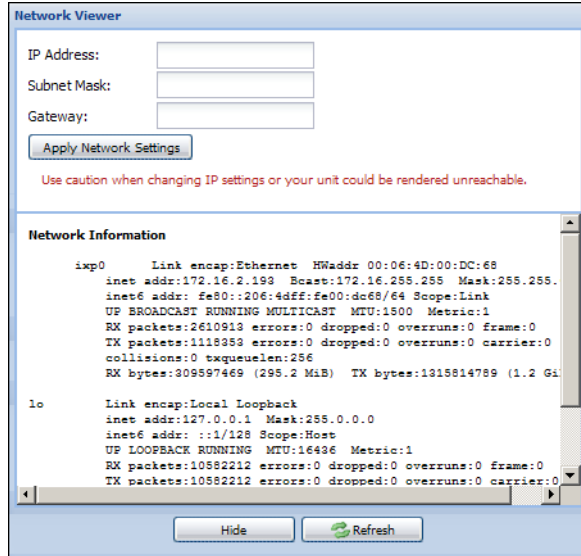 Network Viewer
IP Address:
Subnet Mask:
Gateway:
Apply Network Settings
Use caution when changing IP settings or your unit could be rendered unreachable.
Network Information
ixp0 Link encap:Ethernet HWaddr 00:06:4D:00:DC:68
inet addr:172.16.2.193 Bcast:172.16.255.255 Mask:255.255.
inet6 addr: fe80::206:4dff:fe00:dc68/64 Scope:Link
UP BROADCAST RUNNING MULTICAST MTU:1500 Metric:1
RX packets:2610913 errors:0 dropped:0 overruns:0 frame:0
TX packets:1118353 errors:0 dropped:0 overruns:0 carrier:0
collisions:0 txqueuelen:256
RX bytes:309597469 (295.2 MiB) TX bytes:1315814789 (1.2 Gi
lo Link encap:Local Loopback
inet addr:127.0.0.1 Mask:255.0.0.0
inet6 addr: ::1/128 Scope:Host
UP LOOPBACK RUNNING MTU:16436 Metric:1
RX packets:10582212 errors:0 dropped:0 overruns:0 frame:0
TX packets:10582212 errors:0 dropped:0 overruns:0 carrier:0
Hide Refresh